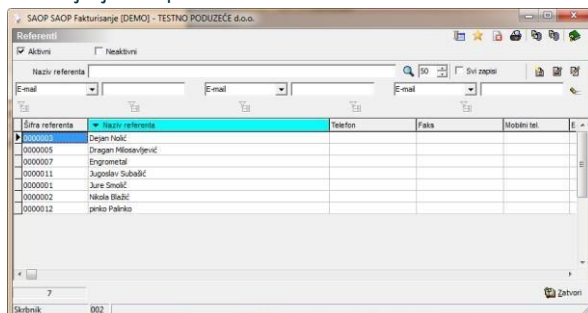 SAOP SAOP Fakturisanje [DEMO] - TESTNO PODUZEĆE d.o.o.
Referenti
Aktivni Neaktivni
Naziv referenta 50 Svi zapisi
E-mail E-mail E-mail
Šifra referenta Naziv referenta Telefon Faks Mobilni tel. E
0000003 Dejan Nolić
0000005 Dragan Milosavljević
0000007 Engrometal
0000011 Jugoslav Subašić
0000001 Jure Smolić
0000002 Nikola Blažić
0000012 pinko Palinko
7 Zatvori
Skrbnik 002